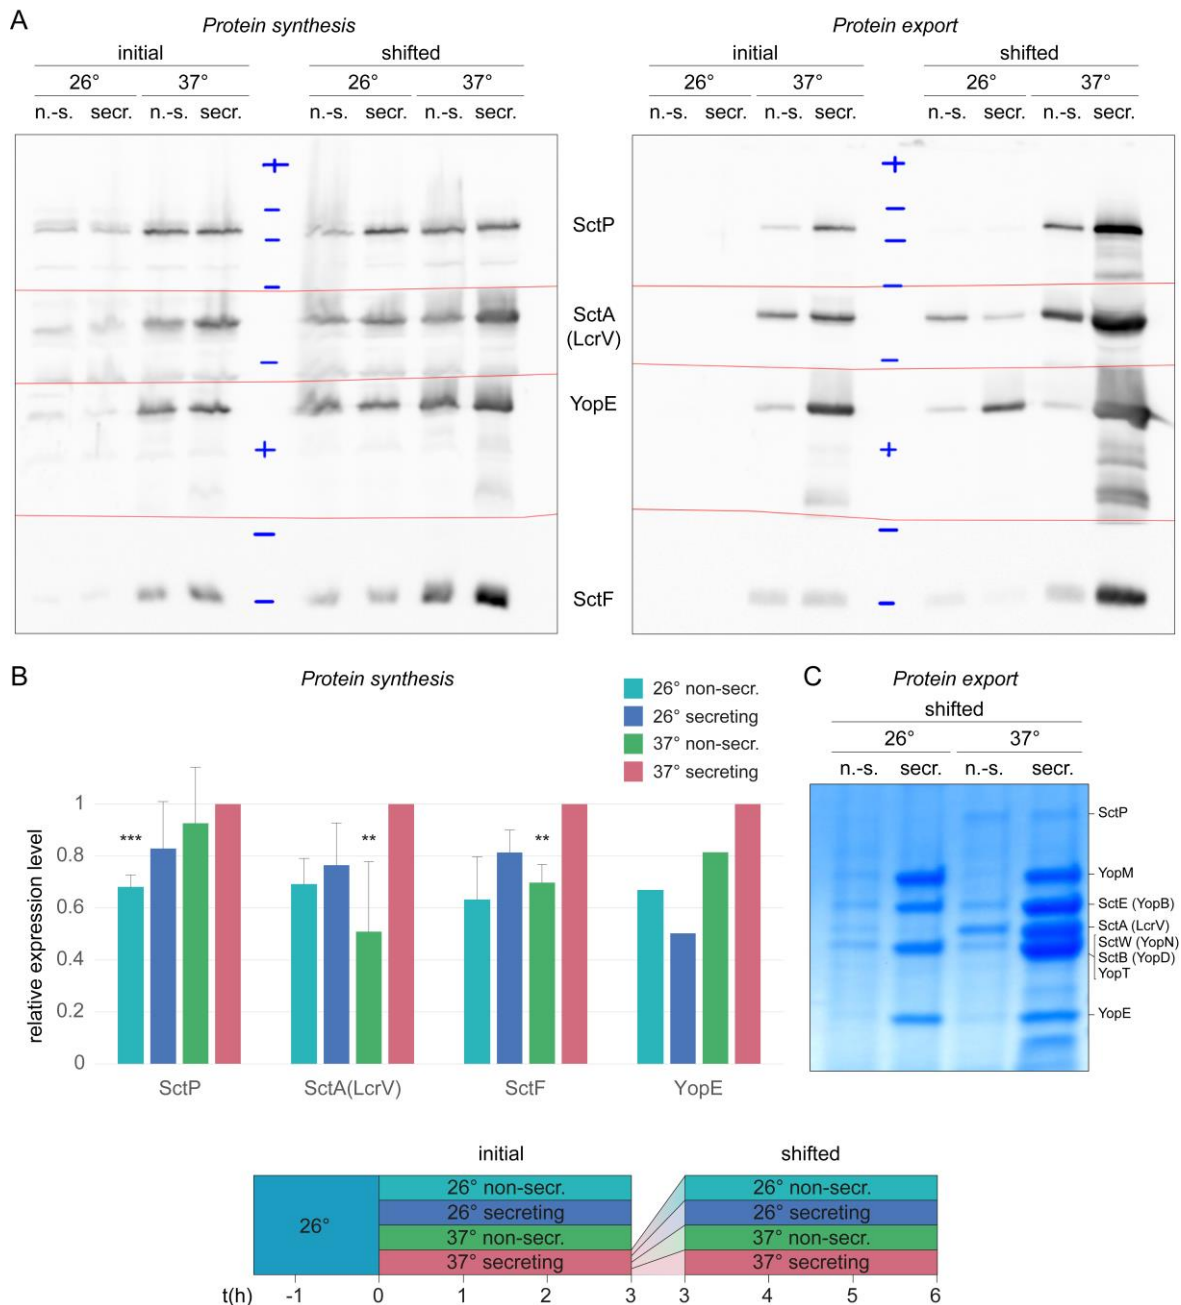 A
Protein synthesis
Protein export
initial shifted
initial shifted
26° 37° 26° 37°
26° 37° 26° 37°
n.-s. secr. n.-s. secr. n.-s. secr. n.-s. secr.
n.-s. secr. n.-s. secr. n.-s. secr. n.-s. secr.
SctP
SctA
(LcrV)
YopE
SctF
B
Protein synthesis
26° non-secr.
26° secreting
37° non-secr.
37° secreting
relative expression level
1
0.8
0.6
0.4
0.2
0
*** ** **
SctP SctA(LcrV) SctF YopE
C
Protein export
shifted
26° 37°
n.-s. secr. n.-s. secr.
SctP
YopM
SctE (YopB)
SctA (LcrV)
SctW (YopN)
SctB (YopD)
YopT
YopE
initial shifted
26°
26° non-secr. 26° non-secr.
26° secreting 26° secreting
37° non-secr. 37° non-secr.
37° secreting 37° secreting
t(h) -1 0 1 2 3 3 4 5 6